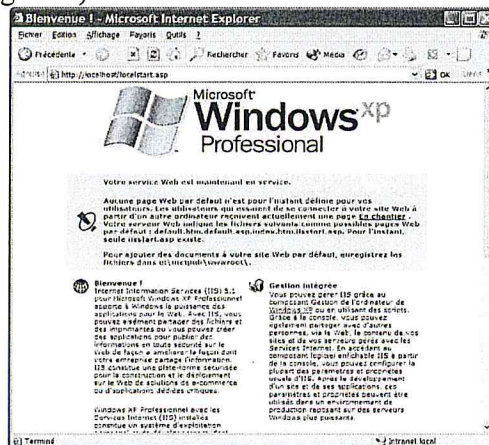 Bienvenue ! - Microsoft Internet Explorer
Fichier Edition Affichage Favoris Outils ?
Précédente Rechercher Favoris Média
http://localhost/localstart.asp OK
Microsoft
Windows xp
Professional
Votre service Web est maintenant en service.
Aucune page Web par défaut n'est pour l'instant définie pour vos
utilisateurs. Les utilisateurs qui essaient de se connecter à votre site Web à
partir d'un autre ordinateur reçoivent actuellement une page En chantier .
Votre serveur Web indique les fichiers suivants comme possibles pages Web
par défaut : default.htm,default.asp,index.htm,iisstart.asp. Pour l'instant,
seule iisstart.asp existe.
Pour ajouter des documents à votre site Web par défaut, enregistrez les
fichiers dans c:\inetpub\wwwroot\.
Bienvenue !
Internet Information Services (IIS) 5.1
pour Microsoft Windows XP Professionnel
apporte à Windows la puissance des
applications pour le Web. Avec IIS, vous
pouvez aisément partager des fichiers et
des imprimantes ou vous pouvez créer
des applications pour publier des
informations en toute sécurité sur le
Web de façon à améliorer la façon dont
votre entreprise partage l'information.
IIS constitue une plate-forme sécurisée
pour la construction et le déploiement
sur le Web de solutions de e-commerce
ou d'applications dédiées critiques.
Windows XP Professionnel avec les
Services Internet (IIS) installés
constitue un système d'exploitation
Gestion intégrée
Vous pouvez gérer IIS grâce au
composant Gestion de l'ordinateur de
Windows XP ou en utilisant des scripts.
Grâce à la console, vous pouvez
également partager avec d'autres
personnes, via le Web, le contenu de vos
sites et de vos serveurs gérés avec les
Services Internet. En accédant au
composant logiciel enfichable IIS à partir
de la console, vous pouvez configurer la
plupart des paramètres et propriétés
usuels d'IIS. Après le développement
d'un site et de ses applications, ces
paramètres et propriétés peuvent être
utilisés dans un environnement de
production reposant sur des serveurs
Windows plus puissants.
Terminé Intranet local